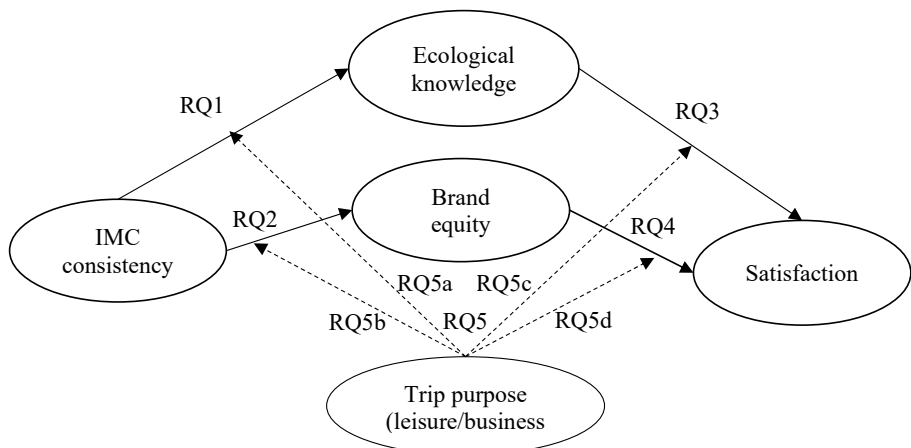 Ecological
knowledge
RQ1
RQ3
Brand
equity
RQ2
RQ4
IMC
consistency
Satisfaction
RQ5a
RQ5c
RQ5b
RQ5
RQ5d
Trip purpose
(leisure/business